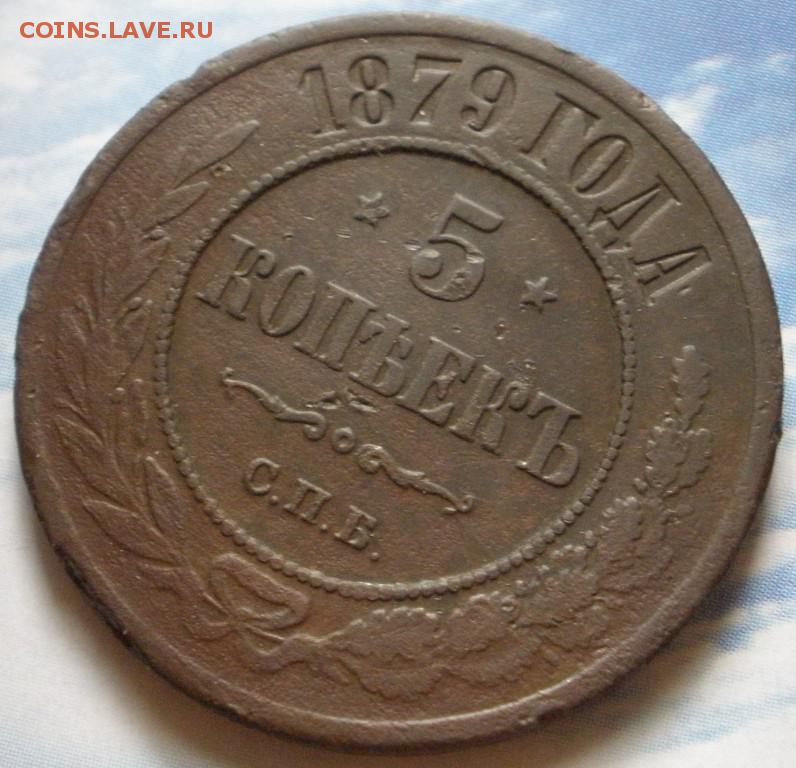 COINS.LAVE.RU
1879 ГОДА
5
КОПѢЕКЪ
С.П.Б.